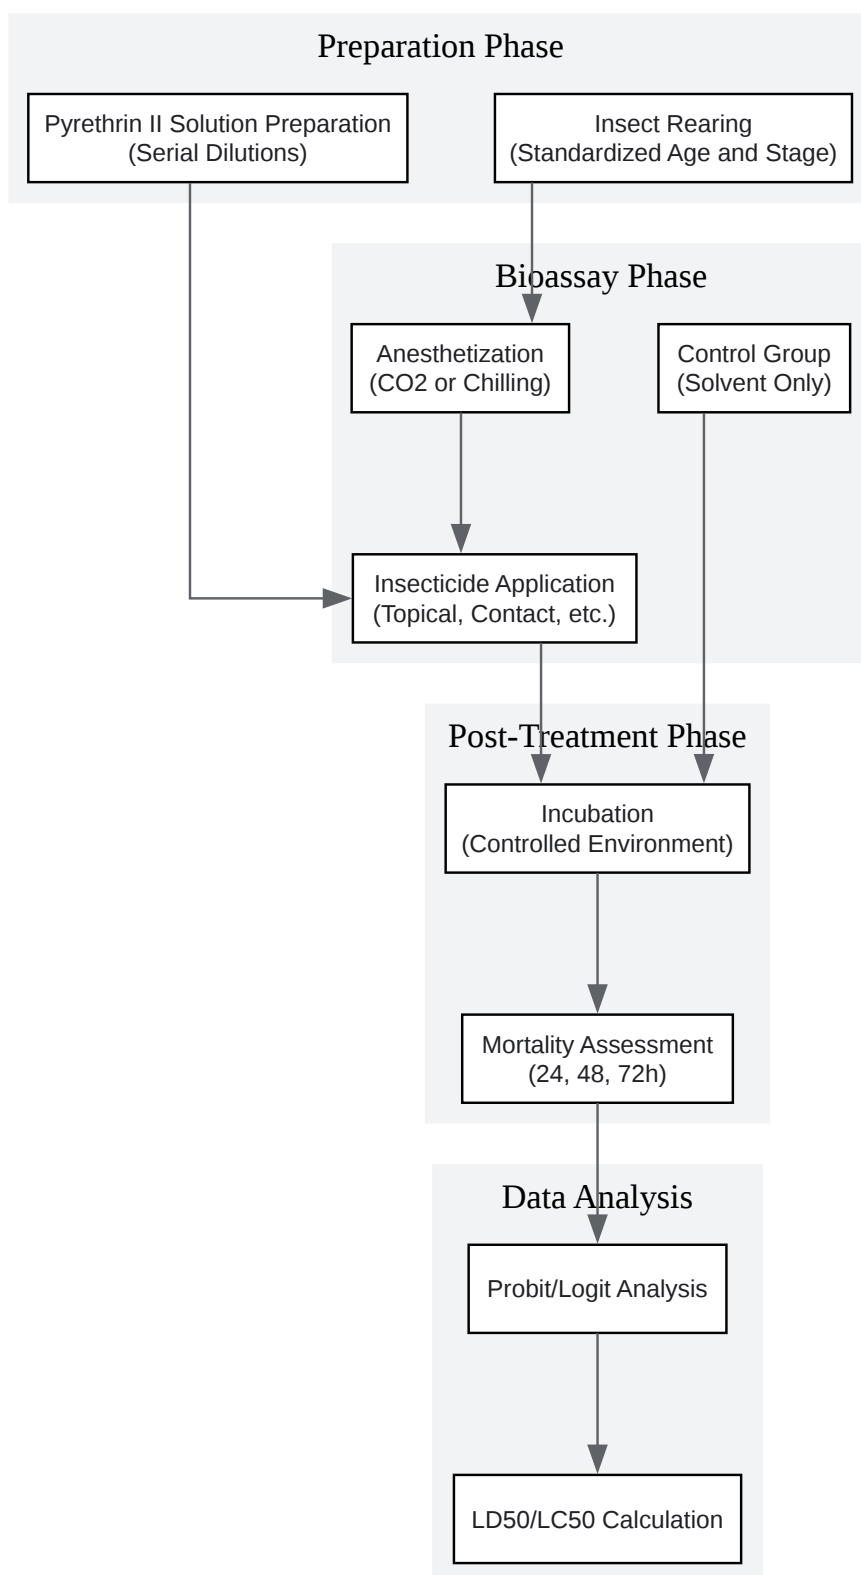 Preparation Phase
Pyrethrin II Solution Preparation
(Serial Dilutions)
Insect Rearing
(Standardized Age and Stage)
Bioassay Phase
Anesthetization
(CO2 or Chilling)
Control Group
(Solvent Only)
Insecticide Application
(Topical, Contact, etc.)
Post-Treatment Phase
Incubation
(Controlled Environment)
Mortality Assessment
(24, 48, 72h)
Data Analysis
Probit/Logit Analysis
LD50/LC50 Calculation